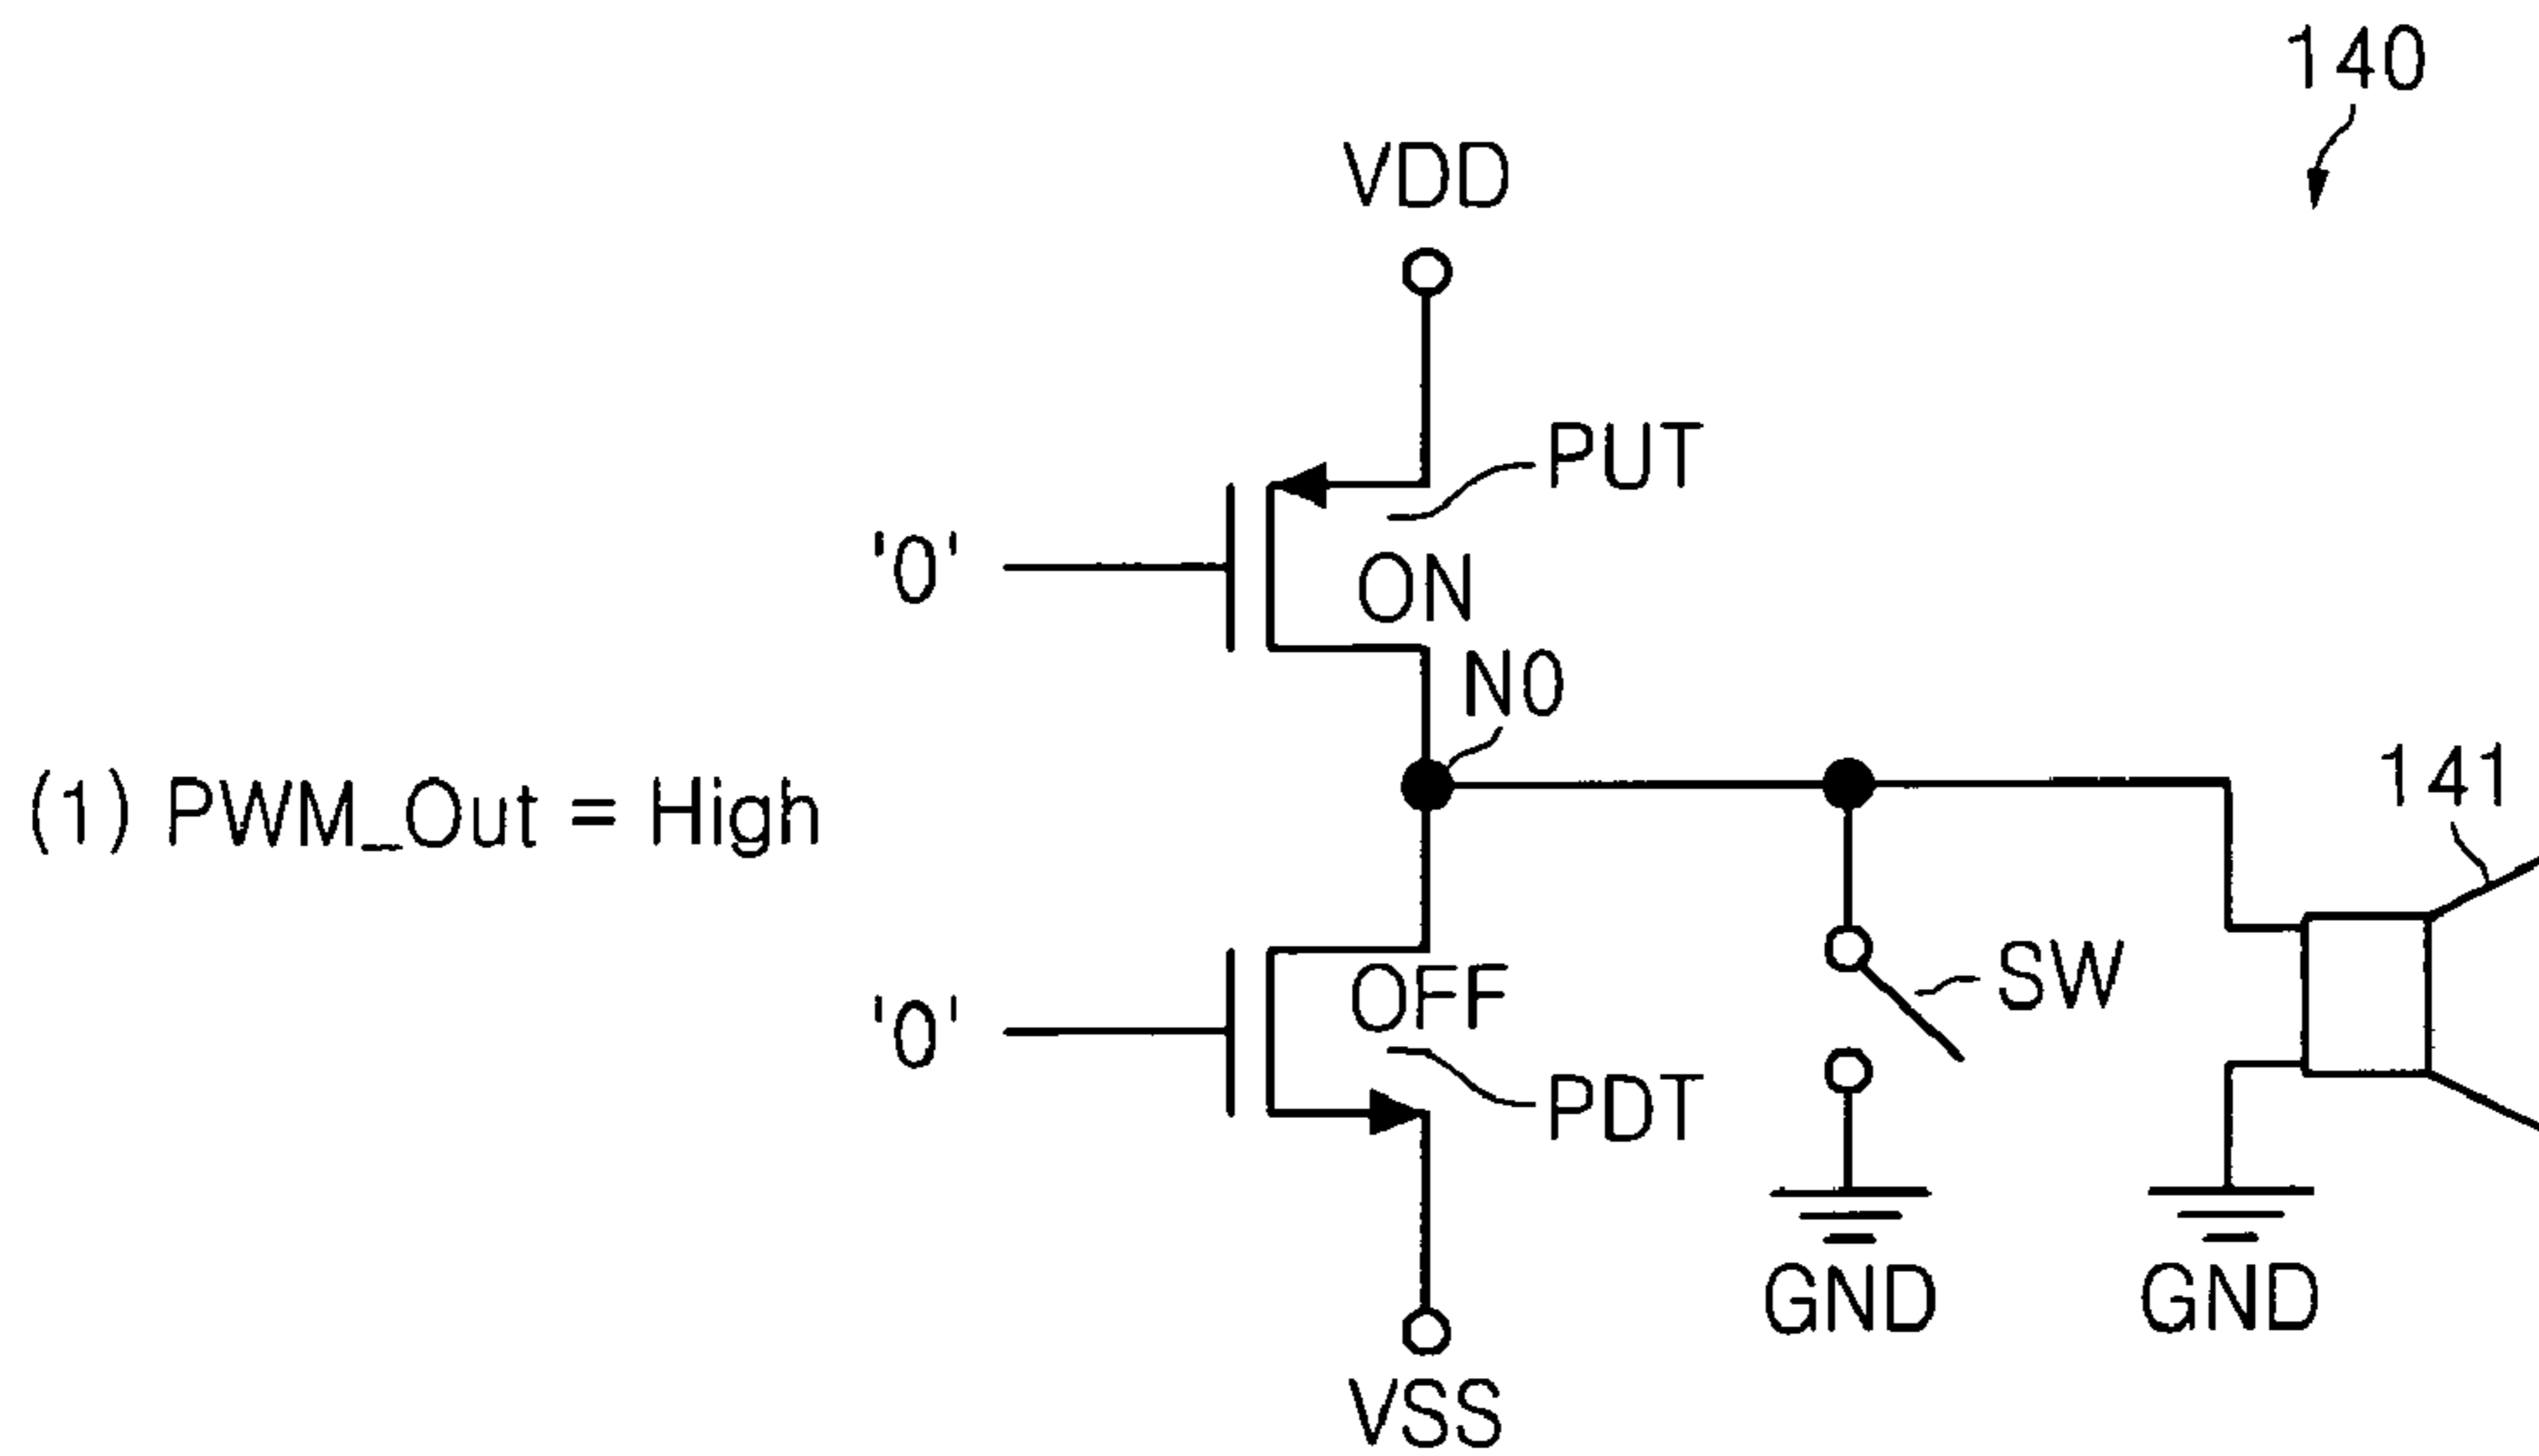 140
VDD
PUT
'0'
ON
N0
(1) PWM_Out = High
141
OFF
SW
'0'
PDT
GND
GND
VSS